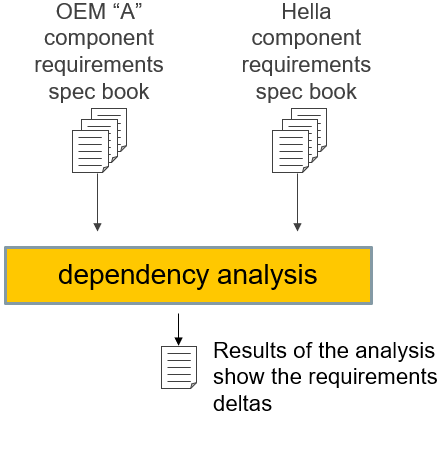 OEM “A”
component
requirements
spec book
Hella
component
requirements
spec book
dependency analysis
Results of the analysis
show the requirements
deltas